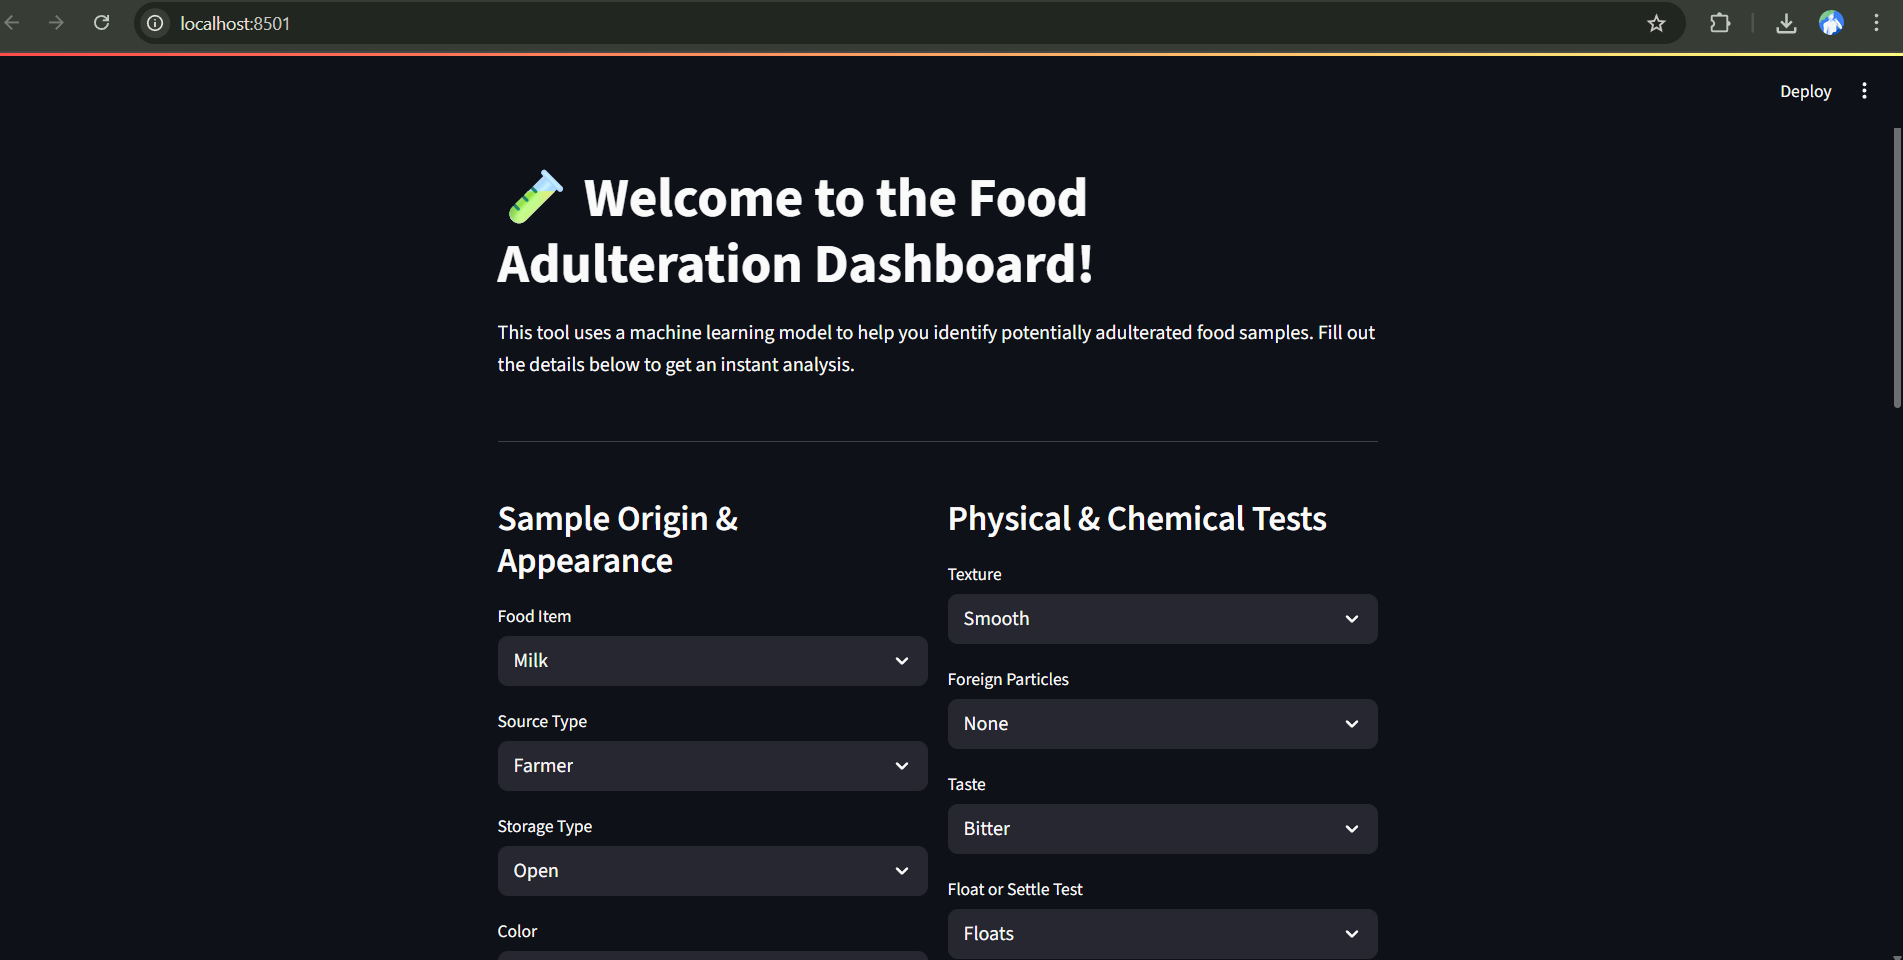 localhost:8501
Deploy
Welcome to the Food
Adulteration Dashboard!
This tool uses a machine learning model to help you identify potentially adulterated food samples. Fill out
the details below to get an instant analysis.
Sample Origin &
Appearance
Food Item
Milk
Source Type
Farmer
Storage Type
Open
Color
Physical & Chemical Tests
Texture
Smooth
Foreign Particles
None
Taste
Bitter
Float or Settle Test
Floats